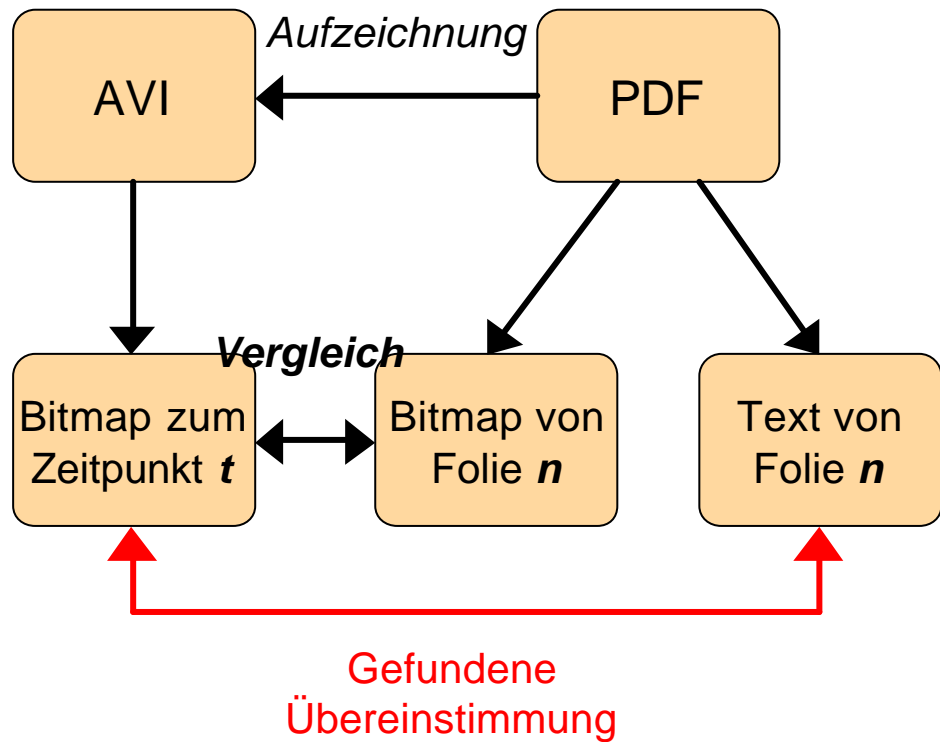 Aufzeichnung
AVI
PDF
Vergleich
Bitmap zum
Zeitpunkt t
Bitmap von
Folie n
Text von
Folie n
Gefundene
Übereinstimmung